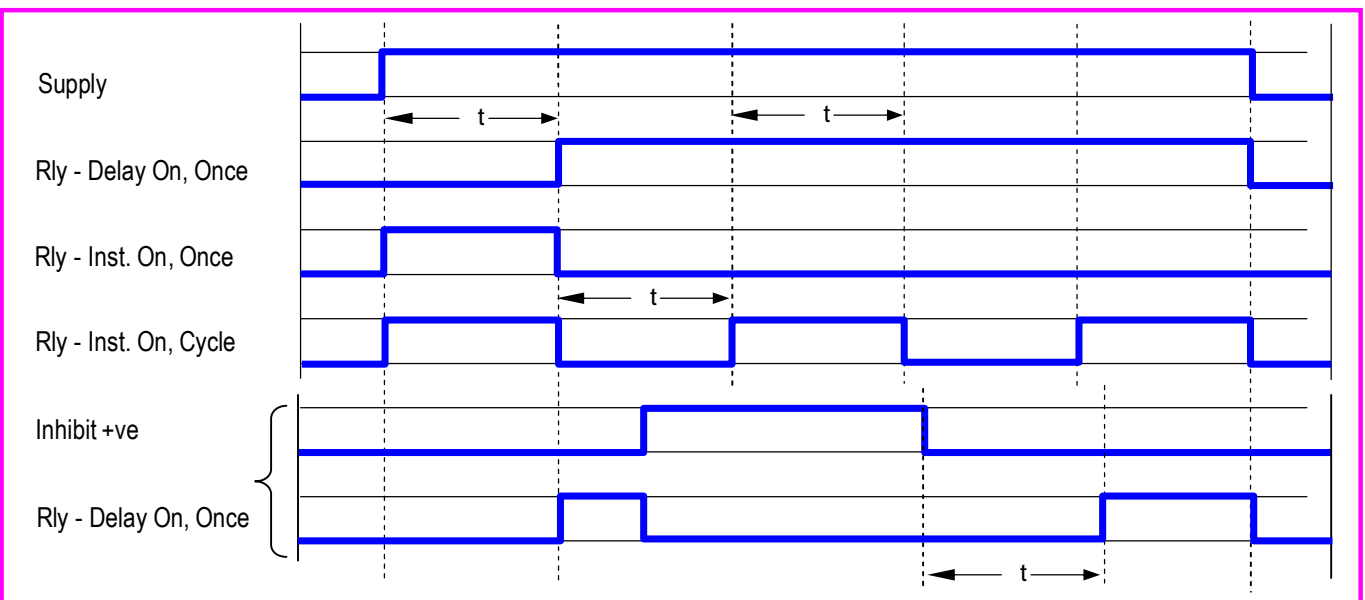 Supply
t
t
Rly - Delay On, Once
Rly - Inst. On, Once
t
Rly - Inst. On, Cycle
Inhibit +ve
Rly - Delay On, Once
t